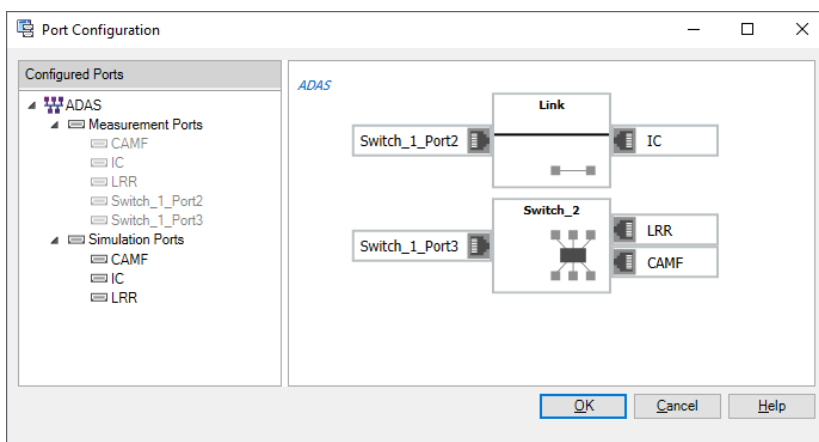 Port Configuration
Configured Ports
ADAS
Measurement Ports
CAMF
IC
LRR
Switch_1_Port2
Switch_1_Port3
Simulation Ports
CAMF
IC
LRR
ADAS
Link
Switch_1_Port2
IC
Switch_2
Switch_1_Port3
LRR
CAMF
OK
Cancel
Help